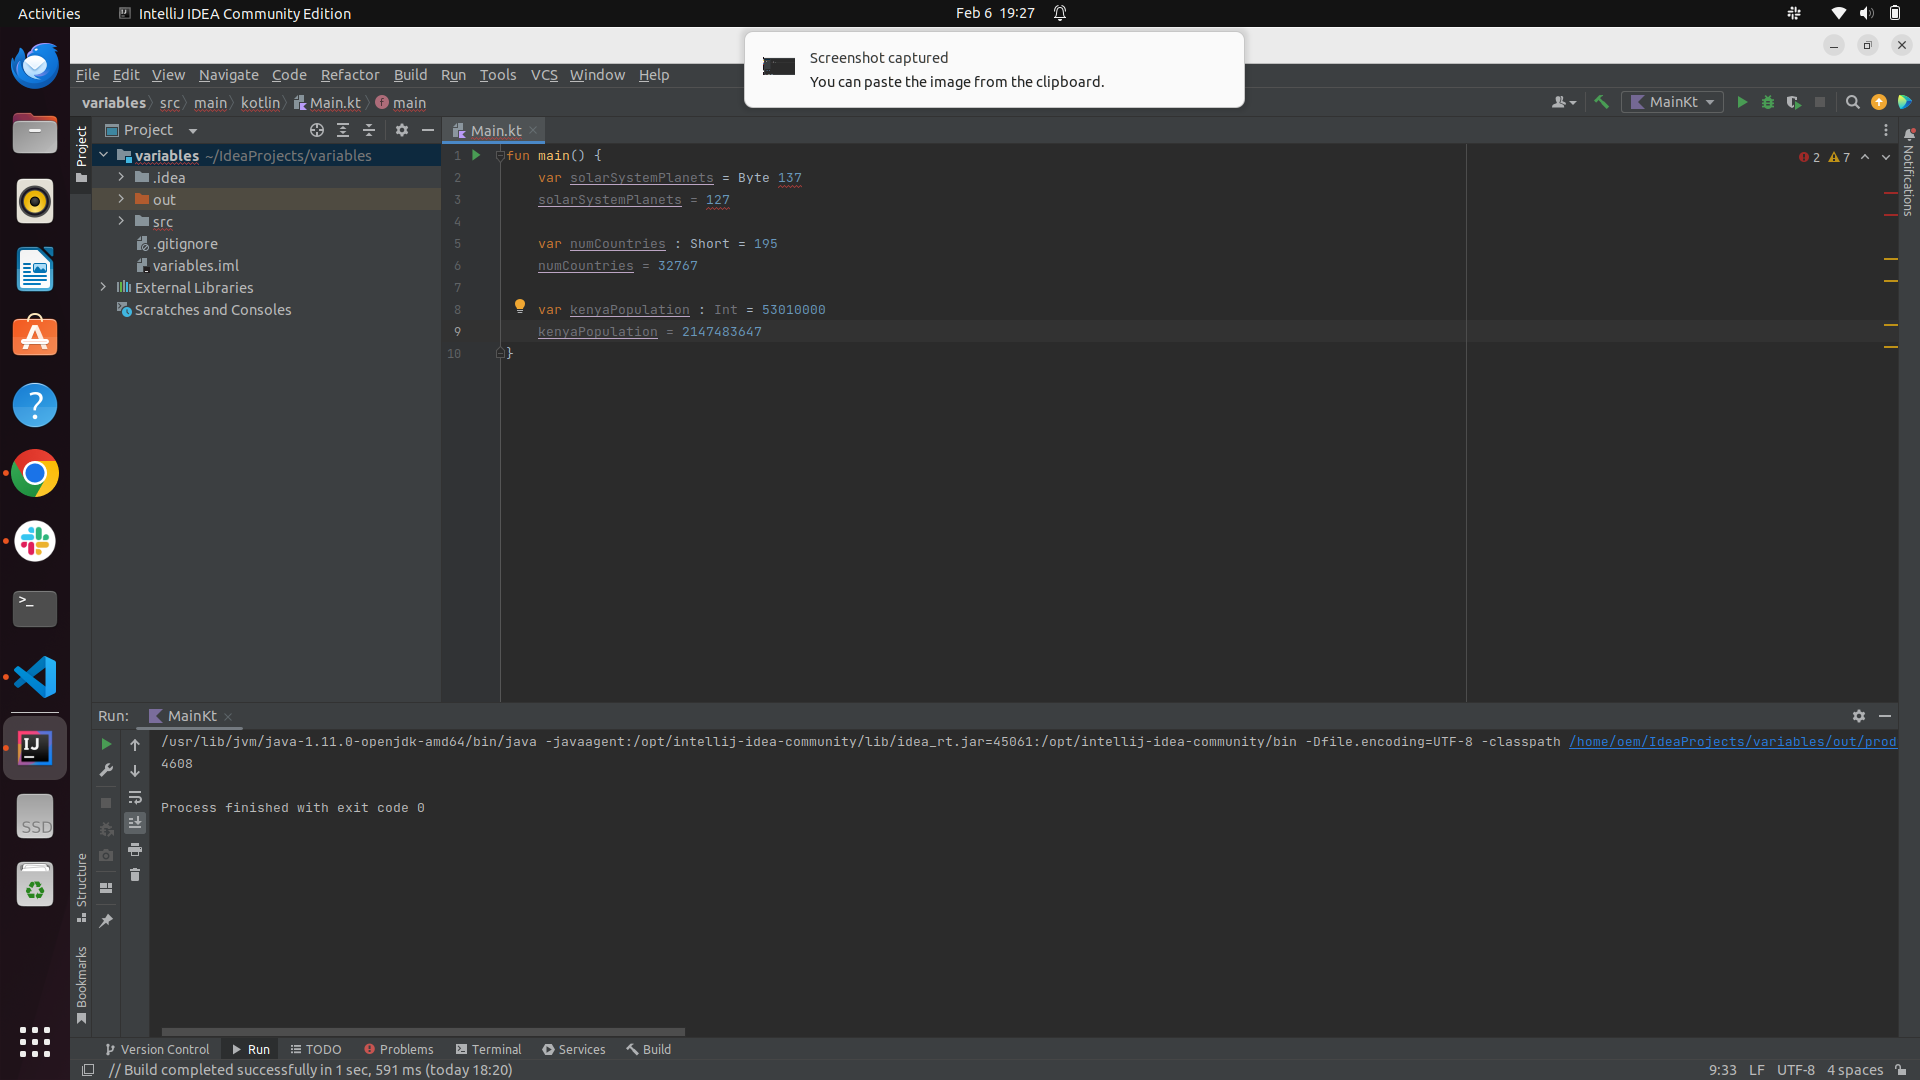 Activities
IntelliJ IDEA Community Edition
Feb 6 19:27
Screenshot captured
You can paste the image from the clipboard.
File Edit View Navigate Code Refactor Build Run Tools VCS Window Help
variables src main kotlin Main.kt main
MainKt
Project
Main.kt
variables ~/IdeaProjects/variables
.idea
out
src
.gitignore
variables.iml
External Libraries
Scratches and Consoles
1 fun main() {
2 var solarSystemPlanets = Byte 137
3 solarSystemPlanets = 127
4
5 var numCountries : Short = 195
6 numCountries = 32767
7
8 var kenyaPopulation : Int = 53010000
9 kenyaPopulation = 2147483647
10 }
2 7
Project
Notifications
Run: MainKt
/usr/lib/jvm/java-1.11.0-openjdk-amd64/bin/java -javaagent:/opt/intellij-idea-community/lib/idea_rt.jar=45061:/opt/intellij-idea-community/bin -Dfile.encoding=UTF-8 -classpath /home/oem/IdeaProjects/variables/out/prod
4608
Process finished with exit code 0
Structure
Bookmarks
SSD
Version Control Run TODO Problems Terminal Services Build
// Build completed successfully in 1 sec, 591 ms (today 18:20)
9:33 LF UTF-8 4 spaces